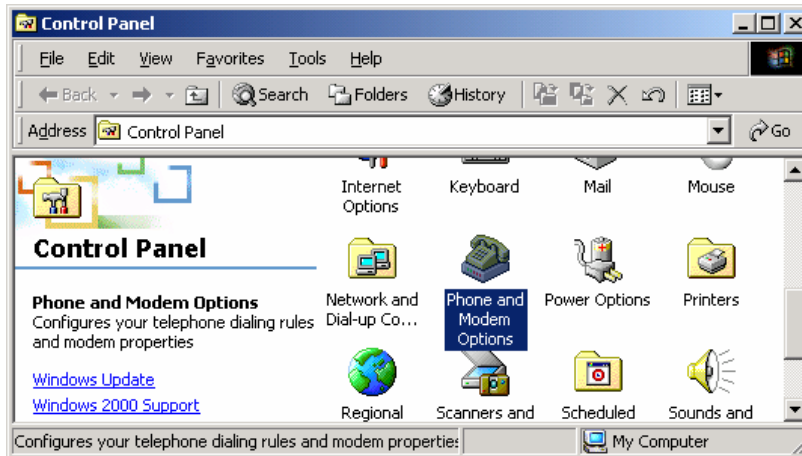 Control Panel
File Edit View Favorites Tools Help
Back Search Folders History
Address Control Panel Go
Internet Options
Keyboard
Mail
Mouse
Control Panel
Phone and Modem Options
Configures your telephone dialing rules
and modem properties
Windows Update
Windows 2000 Support
Network and
Dial-up Co...
Phone and
Modem
Options
Power Options
Printers
Regional
Scanners and
Scheduled
Sounds and
Configures your telephone dialing rules and modem properties
My Computer